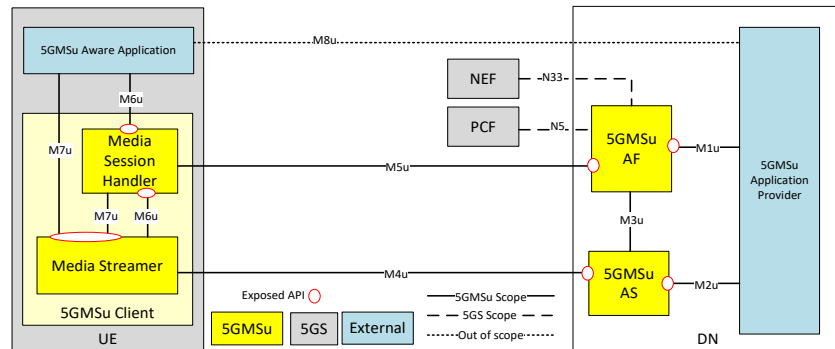 5GMSu Aware Application
M8u
NEF
N33
M6u
PCF
N5
5GMSu
AF
M7u
Media
Session
Handler
M5u
M1u
5GMSu
Application
Provider
M7u
M6u
M3u
Media Streamer
M4u
5GMSu
AS
M2u
Exposed API
5GMSu Client
5GMSu
5GS
External
5GMSu Scope
5GS Scope
Out of scope
UE
DN